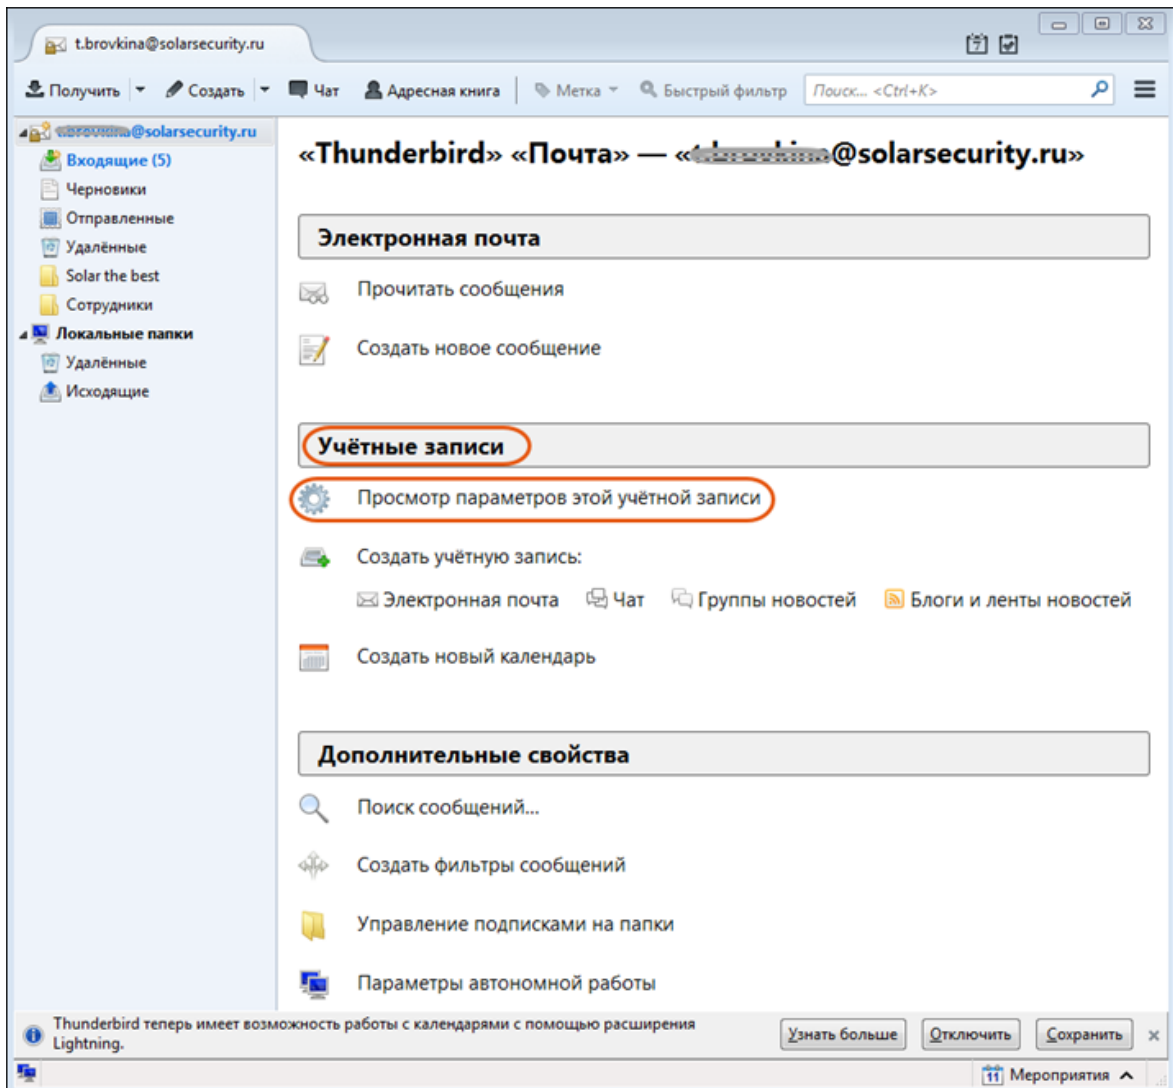 t.brovkina@solarsecurity.ru
7
Получить Создать Чат Адресная книга Метка Быстрый фильтр Поиск... <Ctrl+K>
@solarsecurity.ru
Входящие (5)
Черновики
Отправленные
Удалённые
Solar the best
Сотрудники
Локальные папки
Удалённые
Исходящие
«Thunderbird» «Почта» — «@solarsecurity.ru»
Электронная почта
Прочитать сообщения
Создать новое сообщение
Учётные записи
Просмотр параметров этой учётной записи
Создать учётную запись:
Электронная почта Чат Группы новостей Блоги и ленты новостей
Создать новый календарь
Дополнительные свойства
Поиск сообщений...
Создать фильтры сообщений
Управление подписками на папки
Параметры автономной работы
Thunderbird теперь имеет возможность работы с календарями с помощью расширения
Lightning.
Узнать больше Отключить Сохранить
11 Мероприятия